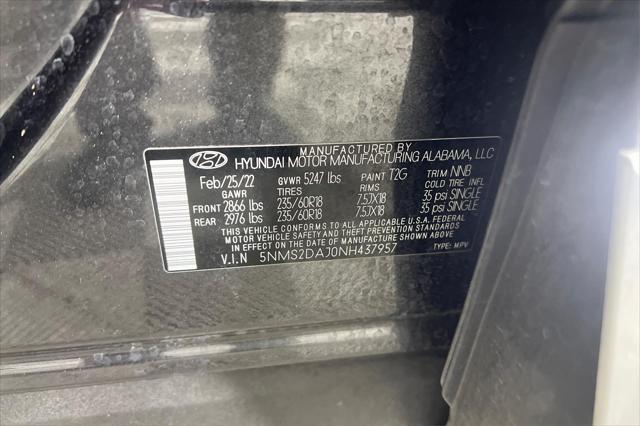 MANUFACTURED BY
HYUNDAI MOTOR MANUFACTURING ALABAMA, LLC
Feb/25/22 GVWR 5247 lbs PAINT T2G TRIM NNB
GAWR TIRES RIMS COLD TIRE INFL
FRONT 2866 lbs 235/60R18 7.5JX18 35 psi SINGLE
REAR 2976 lbs 235/60R18 7.5JX18 35 psi SINGLE
THIS VEHICLE CONFORMS TO ALL APPLICABLE U.S.A. FEDERAL
MOTOR VEHICLE SAFETY AND THEFT PREVENTION STANDARDS
IN EFFECT ON THE DATE OF MANUFACTURE SHOWN ABOVE
V.I.N 5NMS2DAJ0NH437957 TYPE: MPV